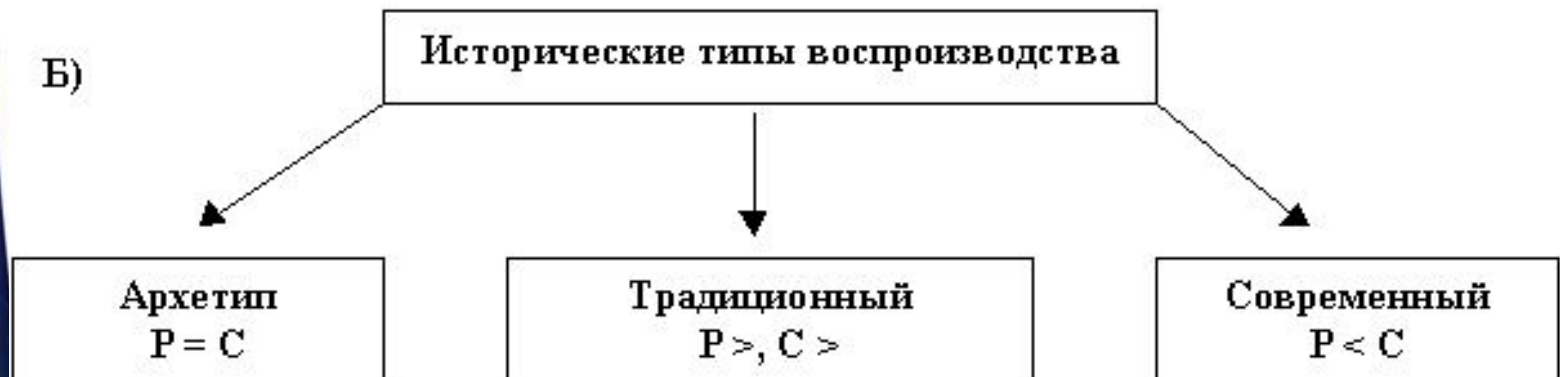 Б)
Исторические типы воспроизводства
Архетип
Р = С
Традиционный
Р >, С >
Современный
Р < С